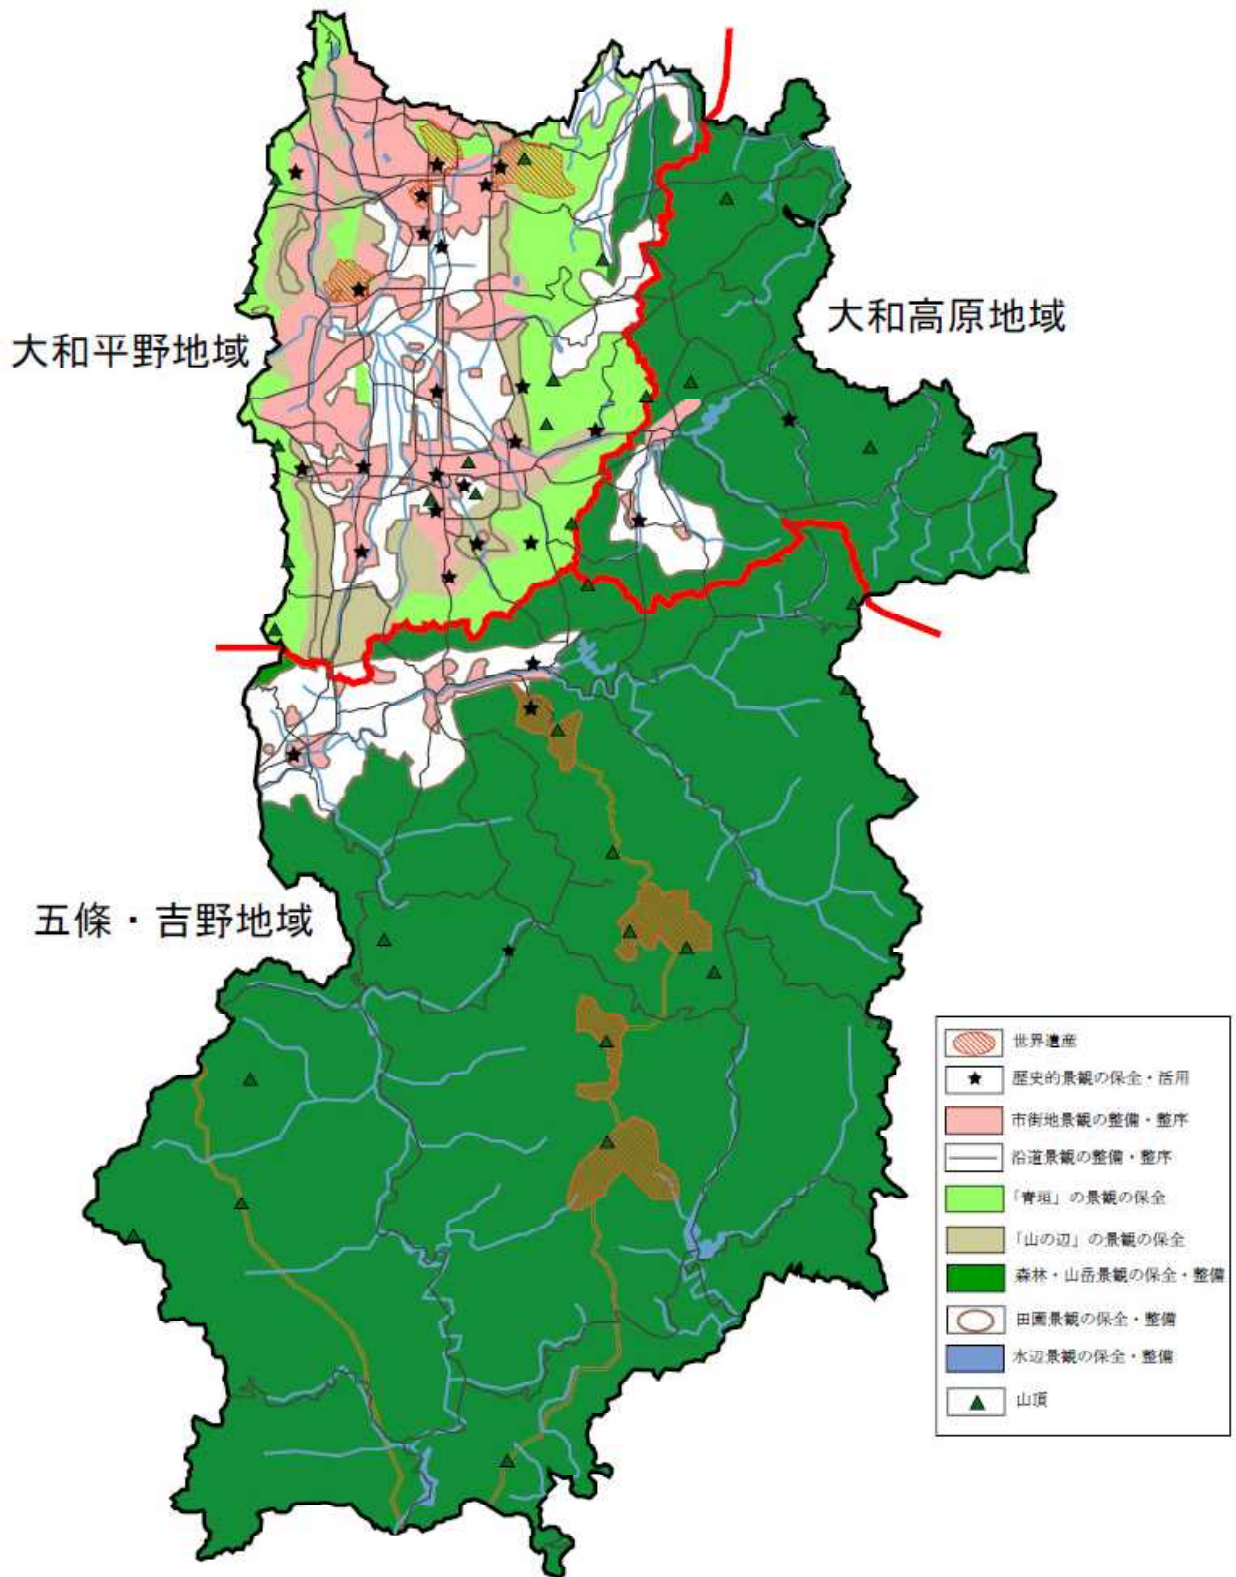 大和平野地域
大和高原地域
五條・吉野地域
世界遺産
歴史的景観の保全・活用
市街地景観の整備・整序
沿道景観の整備・整序
「青垣」の景観の保全
「山の辺」の景観の保全
森林・山岳景観の保全・整備
田園景観の保全・整備
水辺景観の保全・整備
山頂